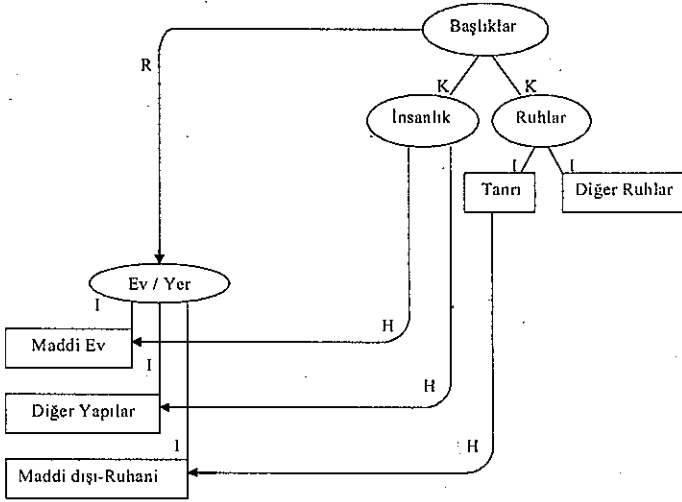 Başlıklar
R
K
K
İnsanlık
Ruhlar
I
I
Tanrı
Diğer Ruhlar
Ev / Yer
I
H
Maddi Ev
I
H
Diğer Yapılar
I
H
Maddi dışı-Ruhani